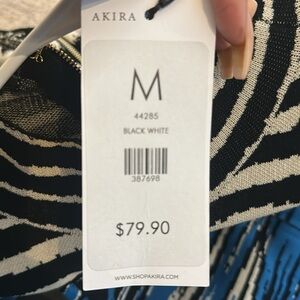 AKIRA
M
44285
BLACK WHITE
387698
$79.90
WWW.SHOPAKIRA.COM